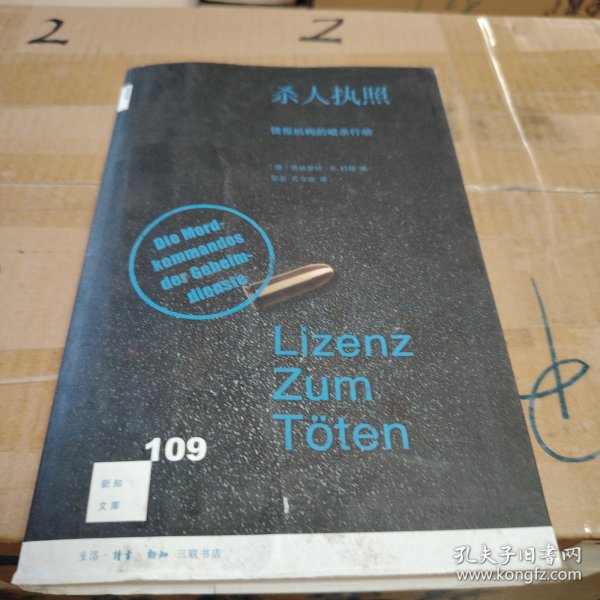 2
2
杀人执照
情报机构的暗杀行动
Die Mord-
kommandos
der Geheim-
dienste
Lizenz
Zum
Töten
109
新知
文库
生活·读书·新知 三联书店
孔夫子旧书网
www.kongfz.com